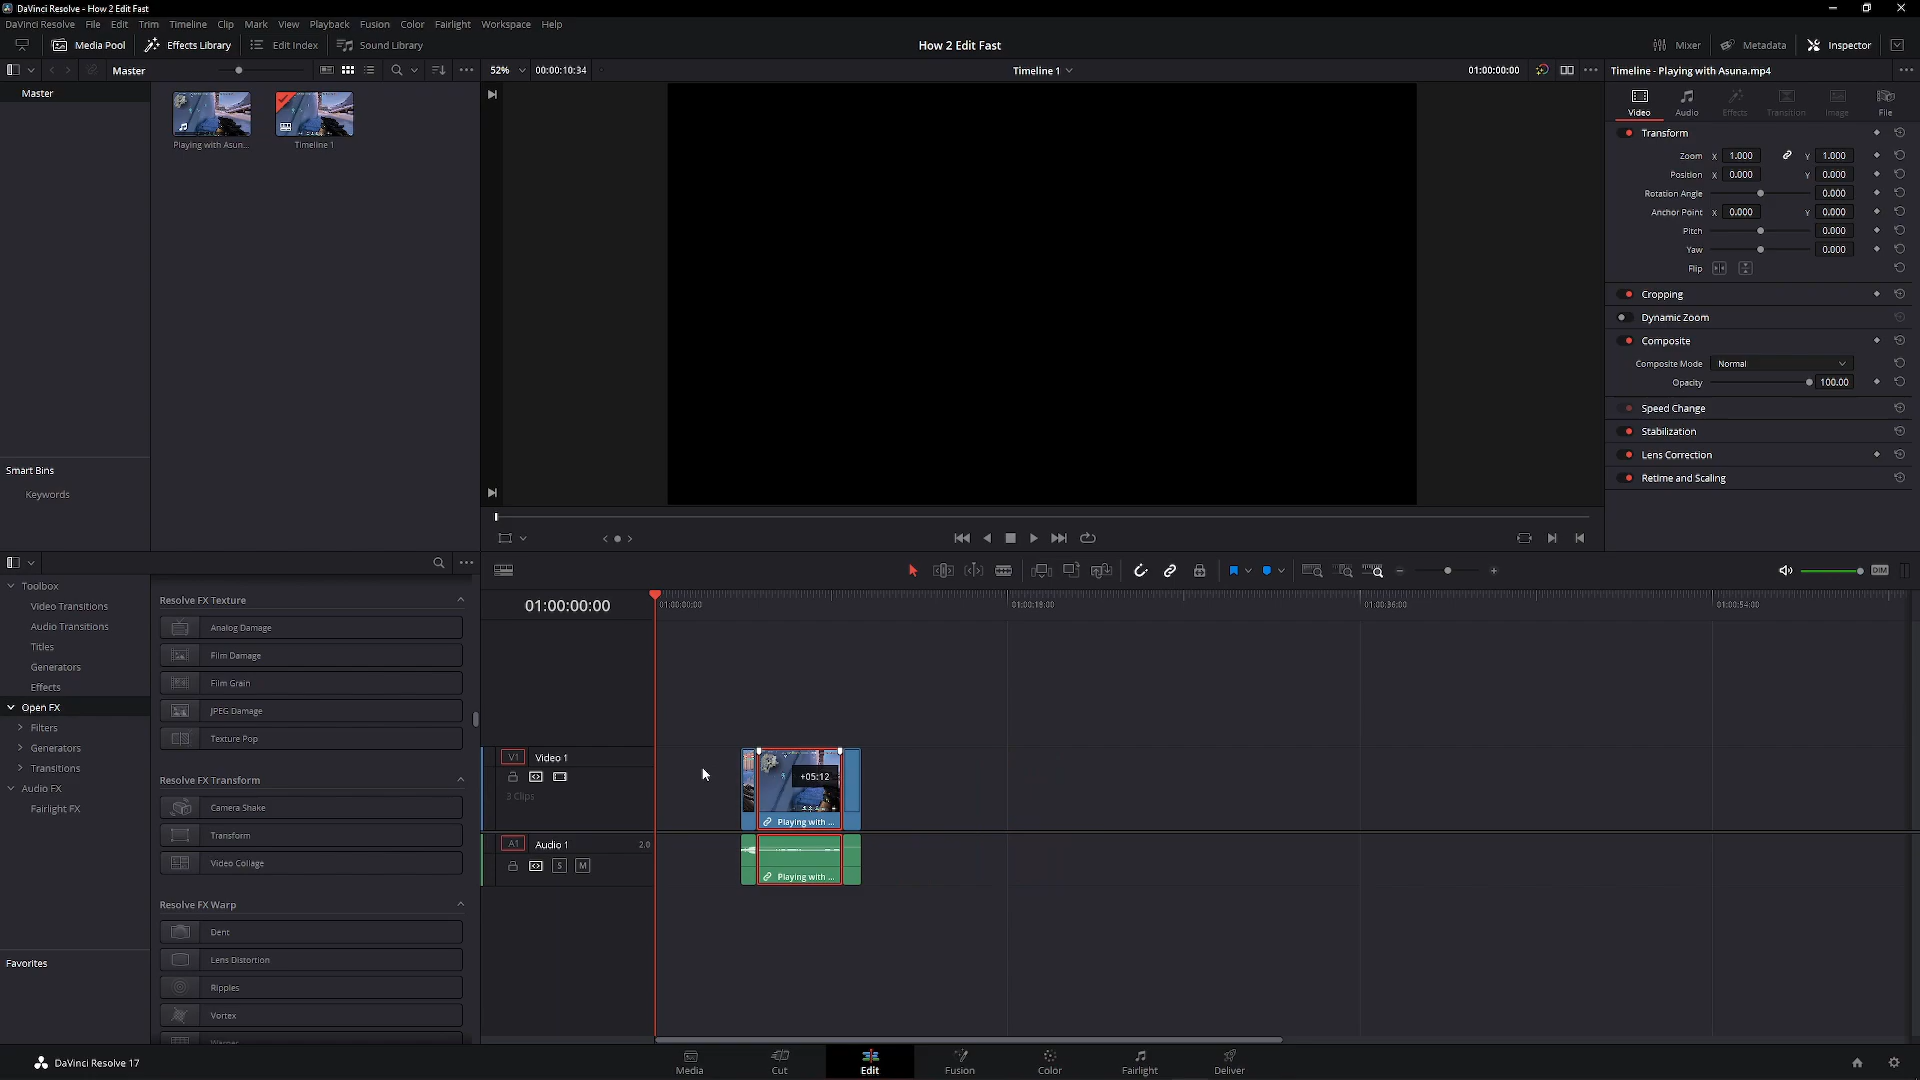 DaVinci Resolve - How 2 Edit Fast
DaVinci Resolve File Edit Trim Timeline Clip Mark View Playback Fusion Color Fairlight Workspace Help
Media Pool Effects Library Edit Index Sound Library How 2 Edit Fast Mixer Metadata Inspector
Master 52% 00:00:10:34 Timeline 1 01:00:00:00 Timeline - Playing with Asuna.mp4
Master
Playing with Asun... Timeline 1
Video Audio Effects Transition Image File
Transform
Zoom X 1.000 Y 1.000
Position X 0.000 Y 0.000
Rotation Angle 0.000
Anchor Point X 0.000 Y 0.000
Pitch 0.000
Yaw 0.000
Flip
Cropping
Dynamic Zoom
Composite
Composite Mode Normal
Opacity 100.00
Speed Change
Stabilization
Lens Correction
Retime and Scaling
Smart Bins
Keywords
DIM
Toolbox
Video Transitions
Audio Transitions
Titles
Generators
Effects
Open FX
Filters
Generators
Transitions
Audio FX
Fairlight FX
Favorites
Resolve FX Texture
Analog Damage
Film Damage
Film Grain
JPEG Damage
Texture Pop
Resolve FX Transform
Camera Shake
Transform
Video Collage
Resolve FX Warp
Dent
Lens Distortion
Ripples
Vortex
01:00:00:00 01:00:00:00 01:00:18:00 01:00:36:00 01:00:54:00
V1 Video 1
3 Clips
+05:12
Playing with ...
A1 Audio 1 2.0
S M
Playing with ...
DaVinci Resolve 17
Media Cut Edit Fusion Color Fairlight Deliver